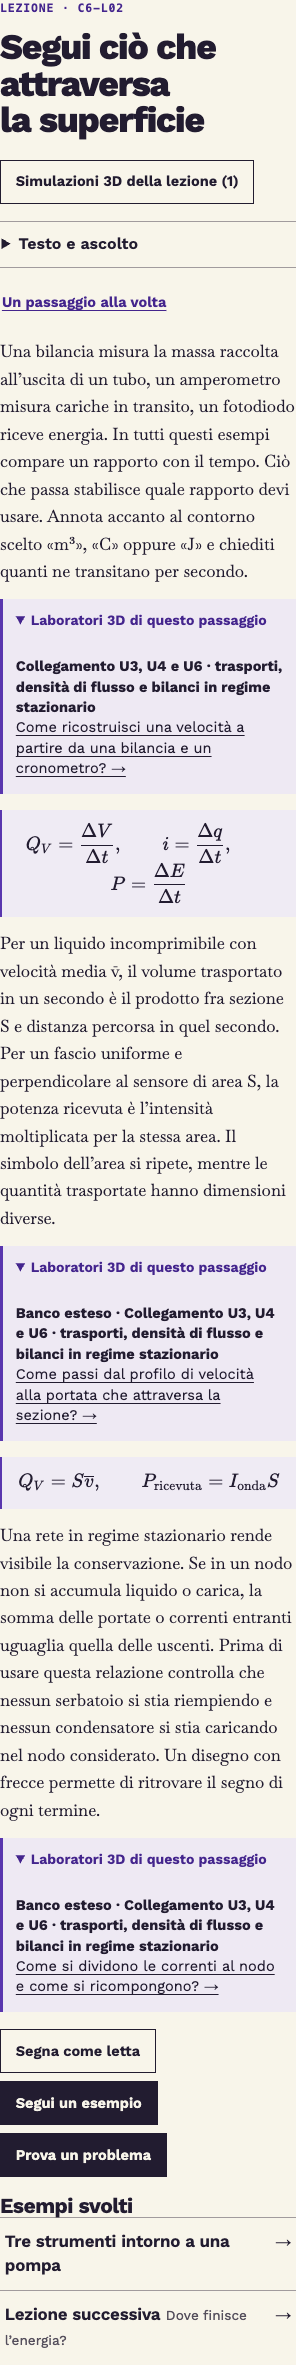 LEZIONE · C6–L02
Segui ciò che
attraversa
la superficie
Simulazioni 3D della lezione (1)
▶ Testo e ascolto
Un passaggio alla volta
Una bilancia misura la massa raccolta
all’uscita di un tubo, un amperometro
misura cariche in transito, un fotodiodo
riceve energia. In tutti questi esempi
compare un rapporto con il tempo. Ciò
che passa stabilisce quale rapporto devi
usare. Annota accanto al contorno
scelto «m³», «C» oppure «J» e chiediti
quanti ne transitano per secondo.
▼ Laboratori 3D di questo passaggio
Collegamento U3, U4 e U6 · trasporti,
densità di flusso e bilanci in regime
stazionario
Come ricostruisci una velocità a
partire da una bilancia e un
cronometro? →
Q_V = ΔV/Δt, i = Δq/Δt,
P = ΔE/Δt
Per un liquido incomprimibile con
velocità media v̄, il volume trasportato
in un secondo è il prodotto fra sezione
S e distanza percorsa in quel secondo.
Per un fascio uniforme e
perpendicolare al sensore di area S, la
potenza ricevuta è l’intensità
moltiplicata per la stessa area. Il
simbolo dell’area si ripete, mentre le
quantità trasportate hanno dimensioni
diverse.
▼ Laboratori 3D di questo passaggio
Banco esteso · Collegamento U3, U4
e U6 · trasporti, densità di flusso e
bilanci in regime stazionario
Come passi dal profilo di velocità
alla portata che attraversa la
sezione? →
Q_V = Sv̅, P_ricevuta = I_onda S
Una rete in regime stazionario rende
visibile la conservazione. Se in un nodo
non si accumula liquido o carica, la
somma delle portate o correnti entranti
uguaglia quella delle uscenti. Prima di
usare questa relazione controlla che
nessun serbatoio si stia riempiendo e
nessun condensatore si stia caricando
nel nodo considerato. Un disegno con
frecce permette di ritrovare il segno di
ogni termine.
▼ Laboratori 3D di questo passaggio
Banco esteso · Collegamento U3, U4
e U6 · trasporti, densità di flusso e
bilanci in regime stazionario
Come si dividono le correnti al nodo
e come si ricompongono? →
Segna come letta
Segui un esempio
Prova un problema
Esempi svolti
Tre strumenti intorno a una →
pompa
Lezione successiva Dove finisce →
l’energia?